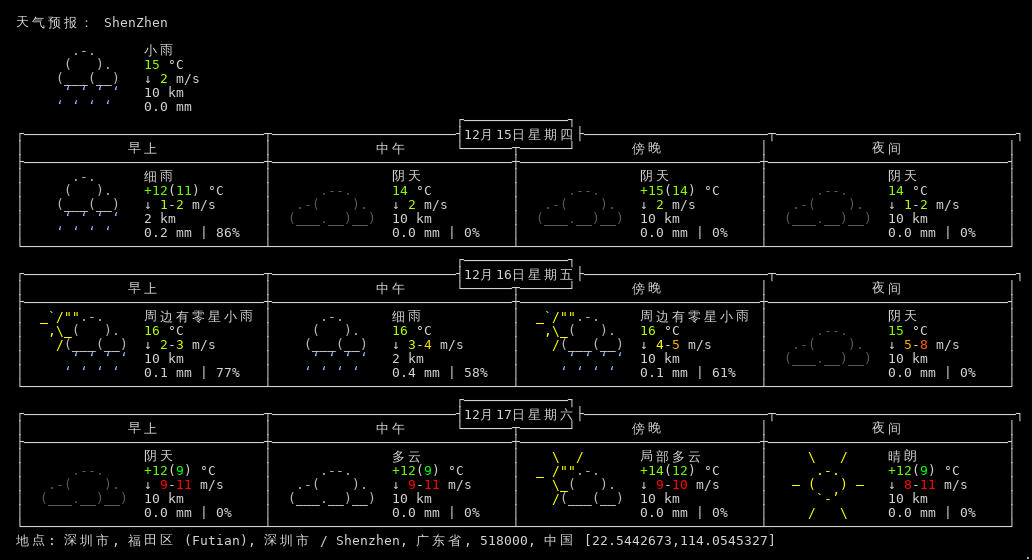 天气预报： ShenZhen
小雨
15 °C
↓ 2 m/s
10 km
0.0 mm
12月15日星期四
早上 中午 傍晚 夜间
细雨 阴天 阴天 阴天
+12(11) °C 14 °C +15(14) °C 14 °C
↓ 1-2 m/s ↓ 2 m/s ↓ 2 m/s ↓ 1-2 m/s
2 km 10 km 10 km 10 km
0.2 mm | 86% 0.0 mm | 0% 0.0 mm | 0% 0.0 mm | 0%
12月16日星期五
早上 中午 傍晚 夜间
周边有零星小雨 细雨 周边有零星小雨 阴天
16 °C 16 °C 16 °C 15 °C
↓ 2-3 m/s ↓ 3-4 m/s ↓ 4-5 m/s ↓ 5-8 m/s
10 km 2 km 10 km 10 km
0.1 mm | 77% 0.4 mm | 58% 0.1 mm | 61% 0.0 mm | 0%
12月17日星期六
早上 中午 傍晚 夜间
阴天 多云 局部多云 晴朗
+12(9) °C +12(9) °C +14(12) °C +12(9) °C
↓ 9-11 m/s ↓ 9-11 m/s ↓ 9-10 m/s ↓ 8-11 m/s
10 km 10 km 10 km 10 km
0.0 mm | 0% 0.0 mm | 0% 0.0 mm | 0% 0.0 mm | 0%
地点: 深圳市, 福田区 (Futian), 深圳市 / Shenzhen, 广东省, 518000, 中国 [22.5442673,114.0545327]